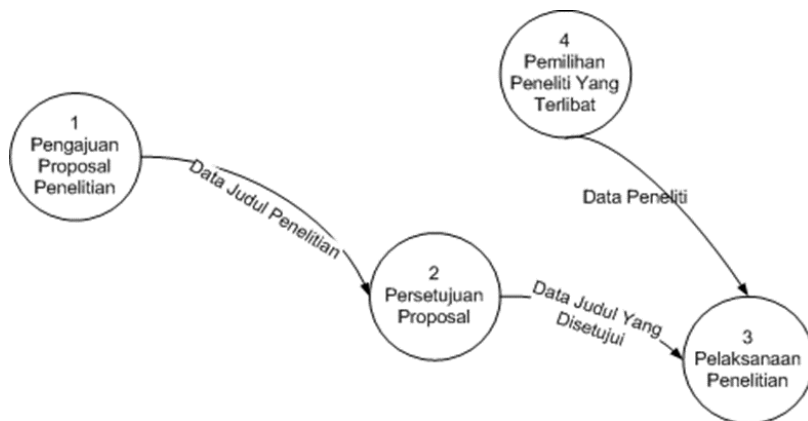 1
Pengajuan
Proposal
Penelitian
Data Judul Penelitian
2
Persetujuan
Proposal
Data Judul Yang
Disetujui
4
Pemilihan
Peneliti Yang
Terlibat
Data Peneliti
3
Pelaksanaan
Penelitian